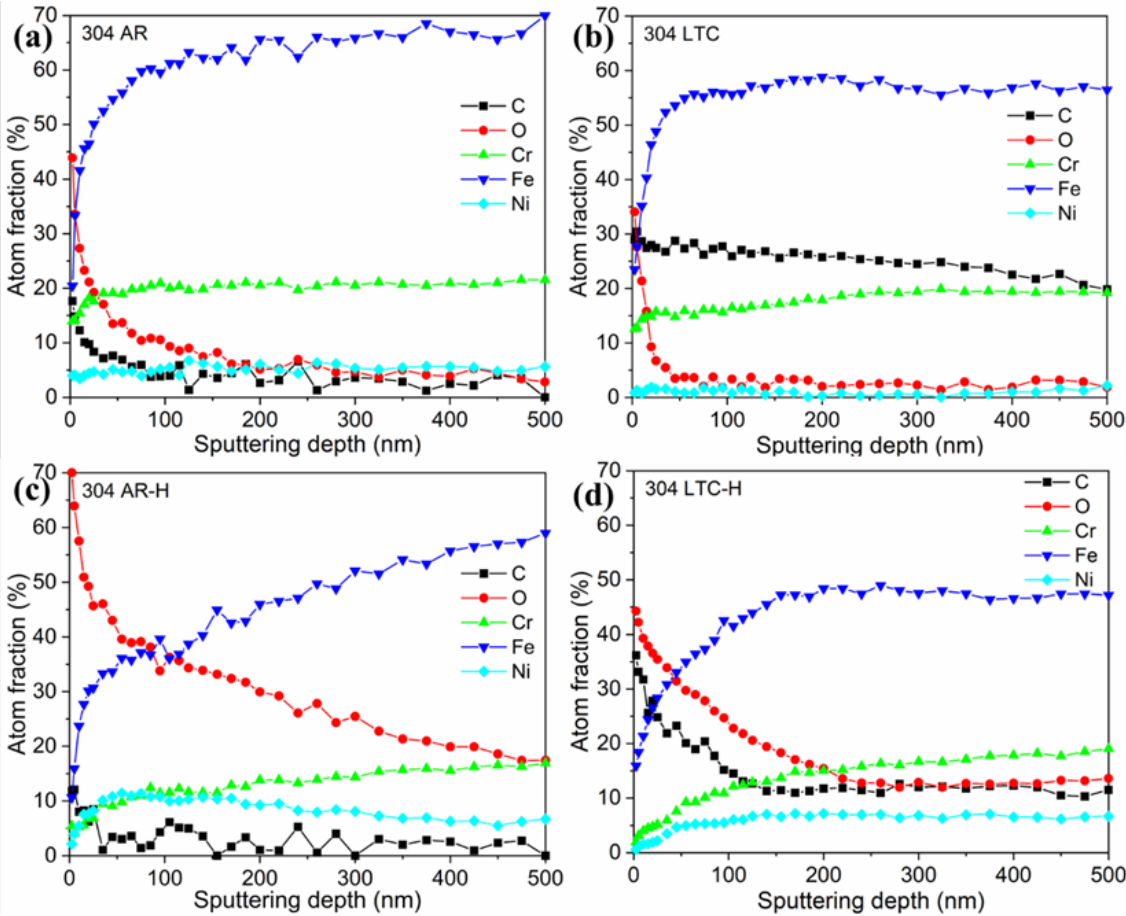 (a) 304 AR
70
60
50
40
30
20
10
0
Atom fraction (%)
C
O
Cr
Fe
Ni
0 100 200 300 400 500
Sputtering depth (nm)
(b) 304 LTC
70
60
50
40
30
20
10
0
Atom fraction (%)
C
O
Cr
Fe
Ni
0 100 200 300 400 500
Sputtering depth (nm)
(c) 304 AR-H
70
60
50
40
30
20
10
0
Atom fraction (%)
C
O
Cr
Fe
Ni
0 100 200 300 400 500
Sputtering depth (nm)
(d) 304 LTC-H
70
60
50
40
30
20
10
0
Atom fraction (%)
C
O
Cr
Fe
Ni
0 100 200 300 400 500
Sputtering depth (nm)